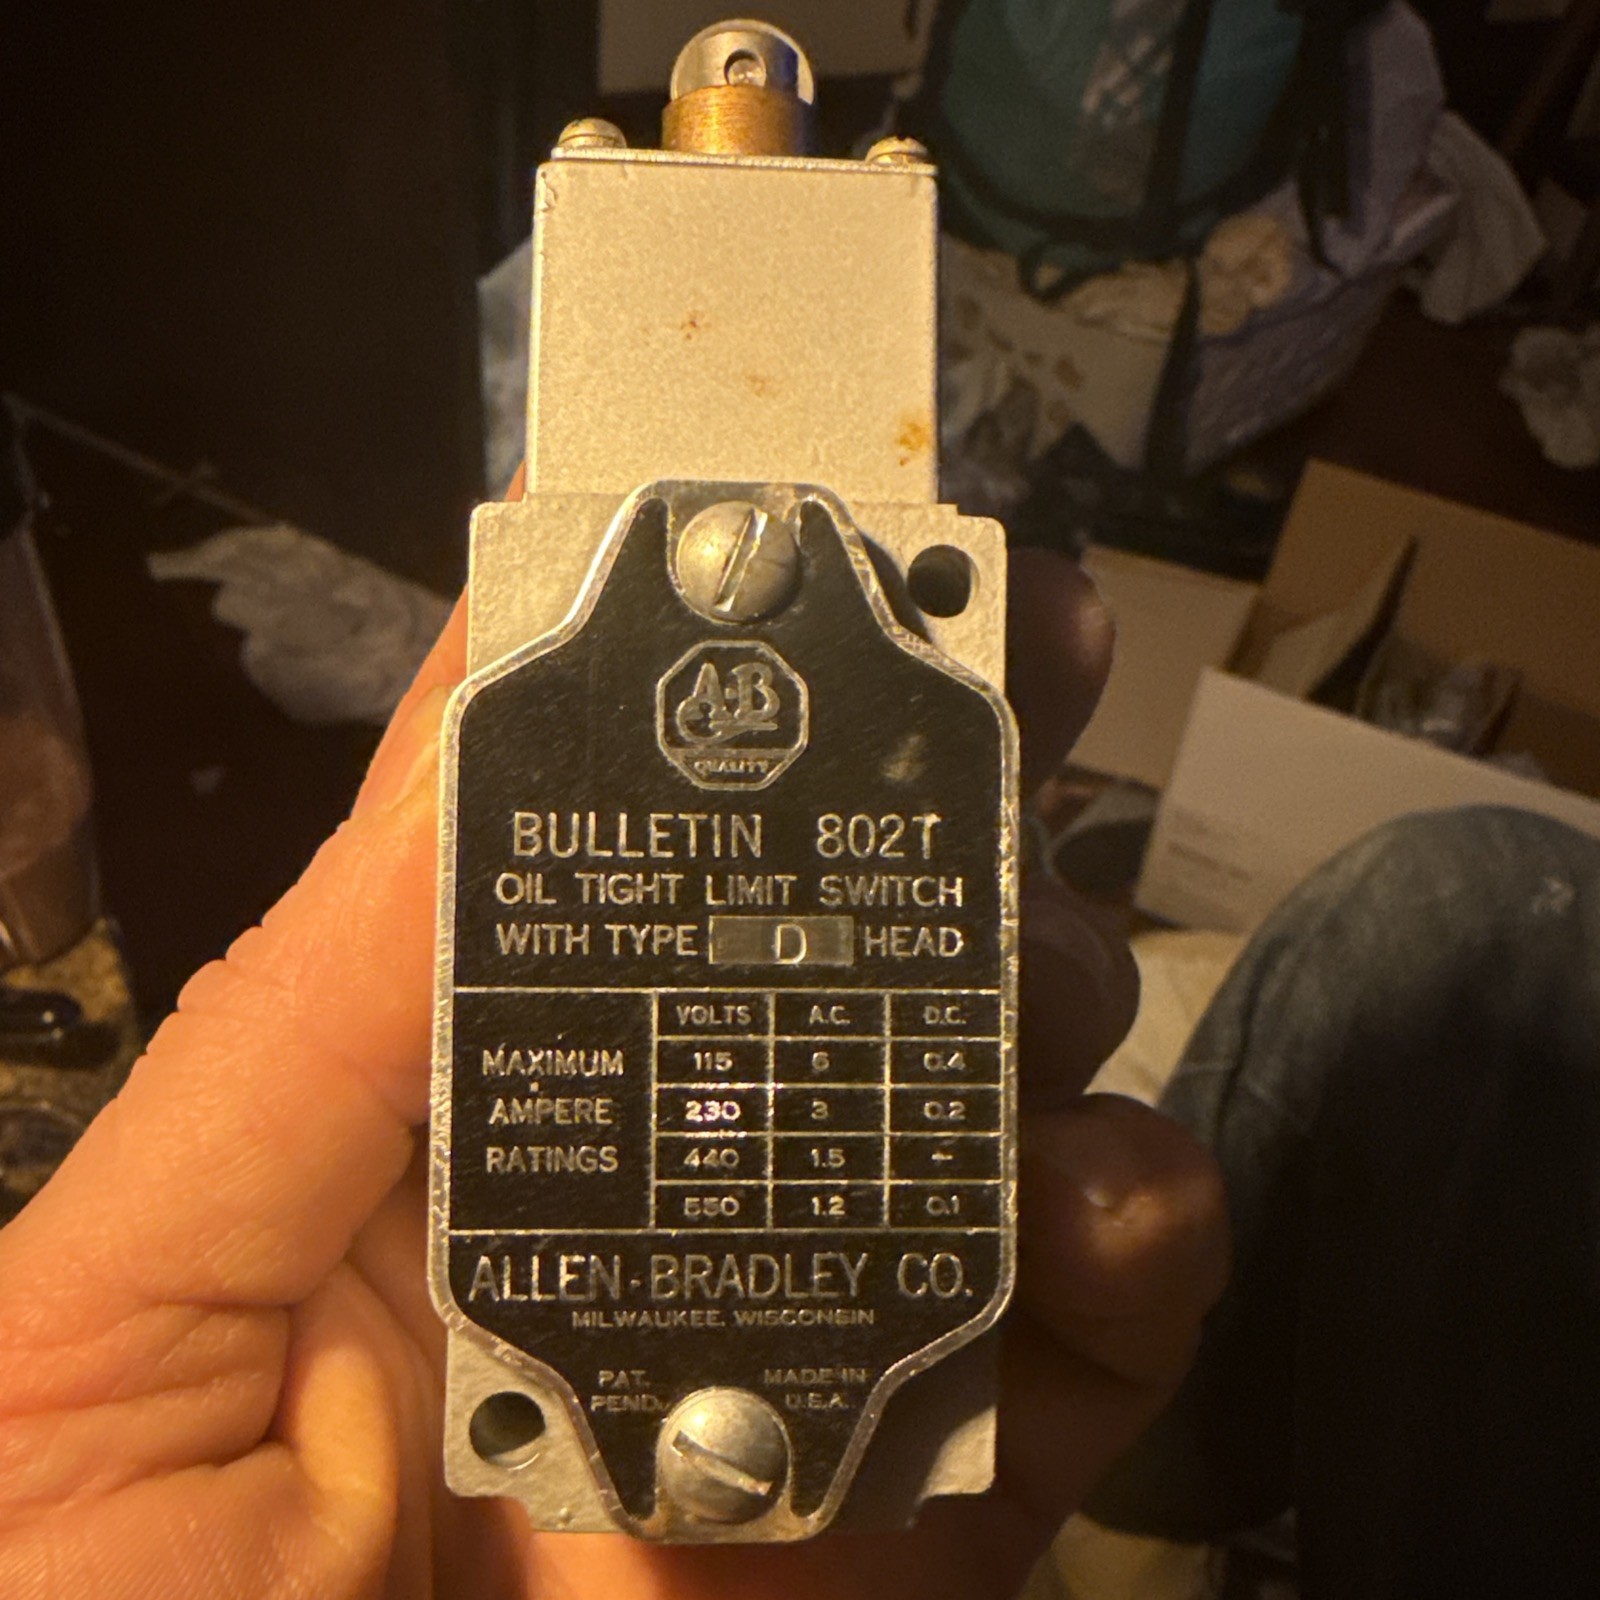 A-B
QUALITY
BULLETIN 802T
OIL TIGHT LIMIT SWITCH
WITH TYPE D HEAD
VOLTS A.C. D.C.
MAXIMUM AMPERE RATINGS
115 6 0.4
230 3 0.2
440 1.5 -
550 1.2 0.1
ALLEN-BRADLEY CO.
MILWAUKEE, WISCONSIN
PAT. PEND.
MADE IN U.S.A.